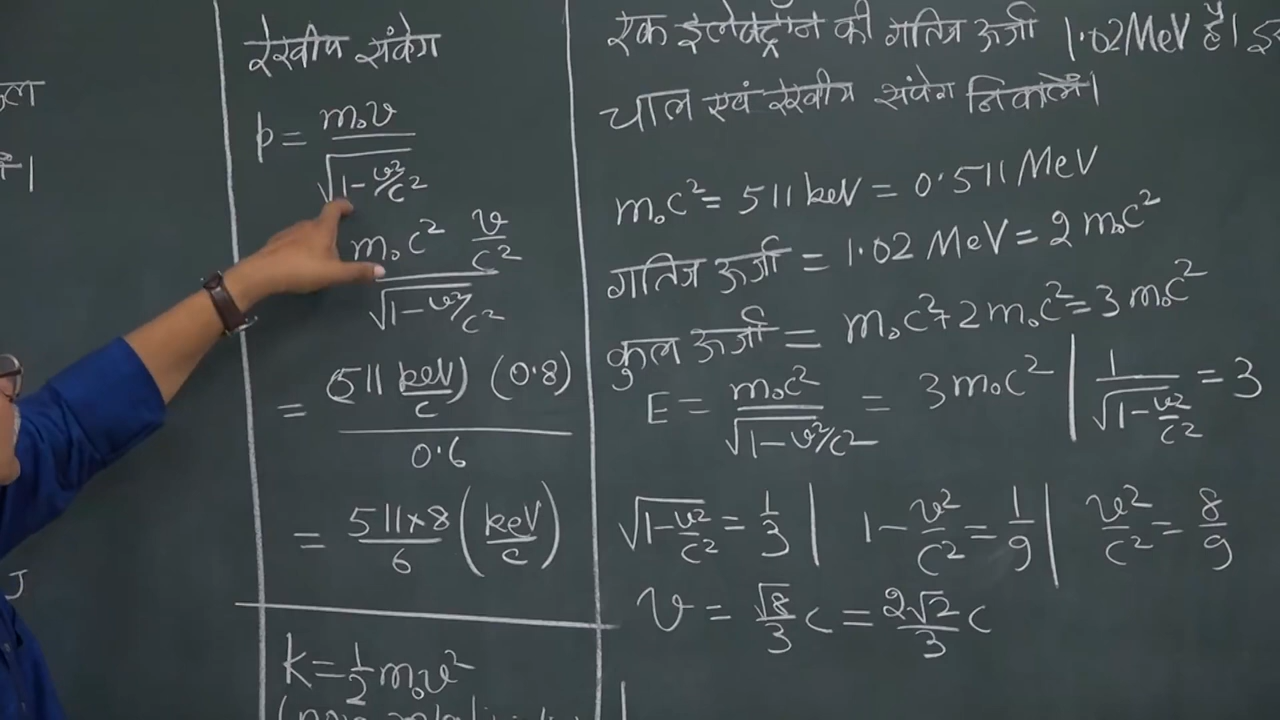 रेखीय संवेग
p = m₀v / √(1-v²/c²)
m₀c² v/c² / √(1-v²/c²)
= (511 keV/c) (0.8) / 0.6
= 511×8 / 6 (keV/c)
K = 1/2 m₀v²
एक इलेक्ट्रॉन की गतिज ऊर्जा 1.02 MeV है।
चाल एवं रेखीय संवेग निकालें।
m₀c² = 511 keV = 0.511 MeV
गतिज ऊर्जा = 1.02 MeV = 2 m₀c²
कुल ऊर्जा = m₀c² + 2m₀c² = 3 m₀c²
E = m₀c² / √(1-v²/c²) = 3 m₀c² | 1 / √(1-v²/c²) = 3
√(1-v²/c²) = 1/3 | 1 - v²/c² = 1/9 | v²/c² = 8/9
v = √8/3 c = 2√2/3 c